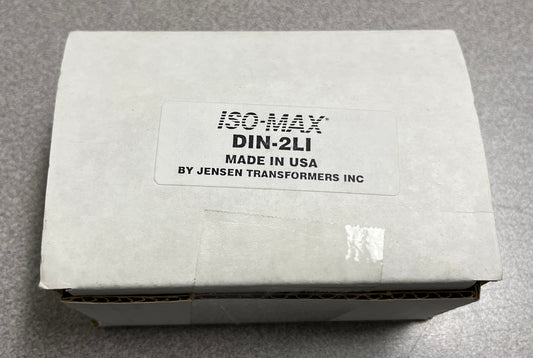 ISO-MAX®
DIN-2LI
MADE IN USA
BY JENSEN TRANSFORMERS INC